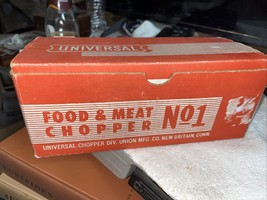 UNIVERSAL
FOOD & MEAT
CHOPPER No1
UNIVERSAL CHOPPER DIV. UNION MFG. CO. NEW BRITAIN, CONN.